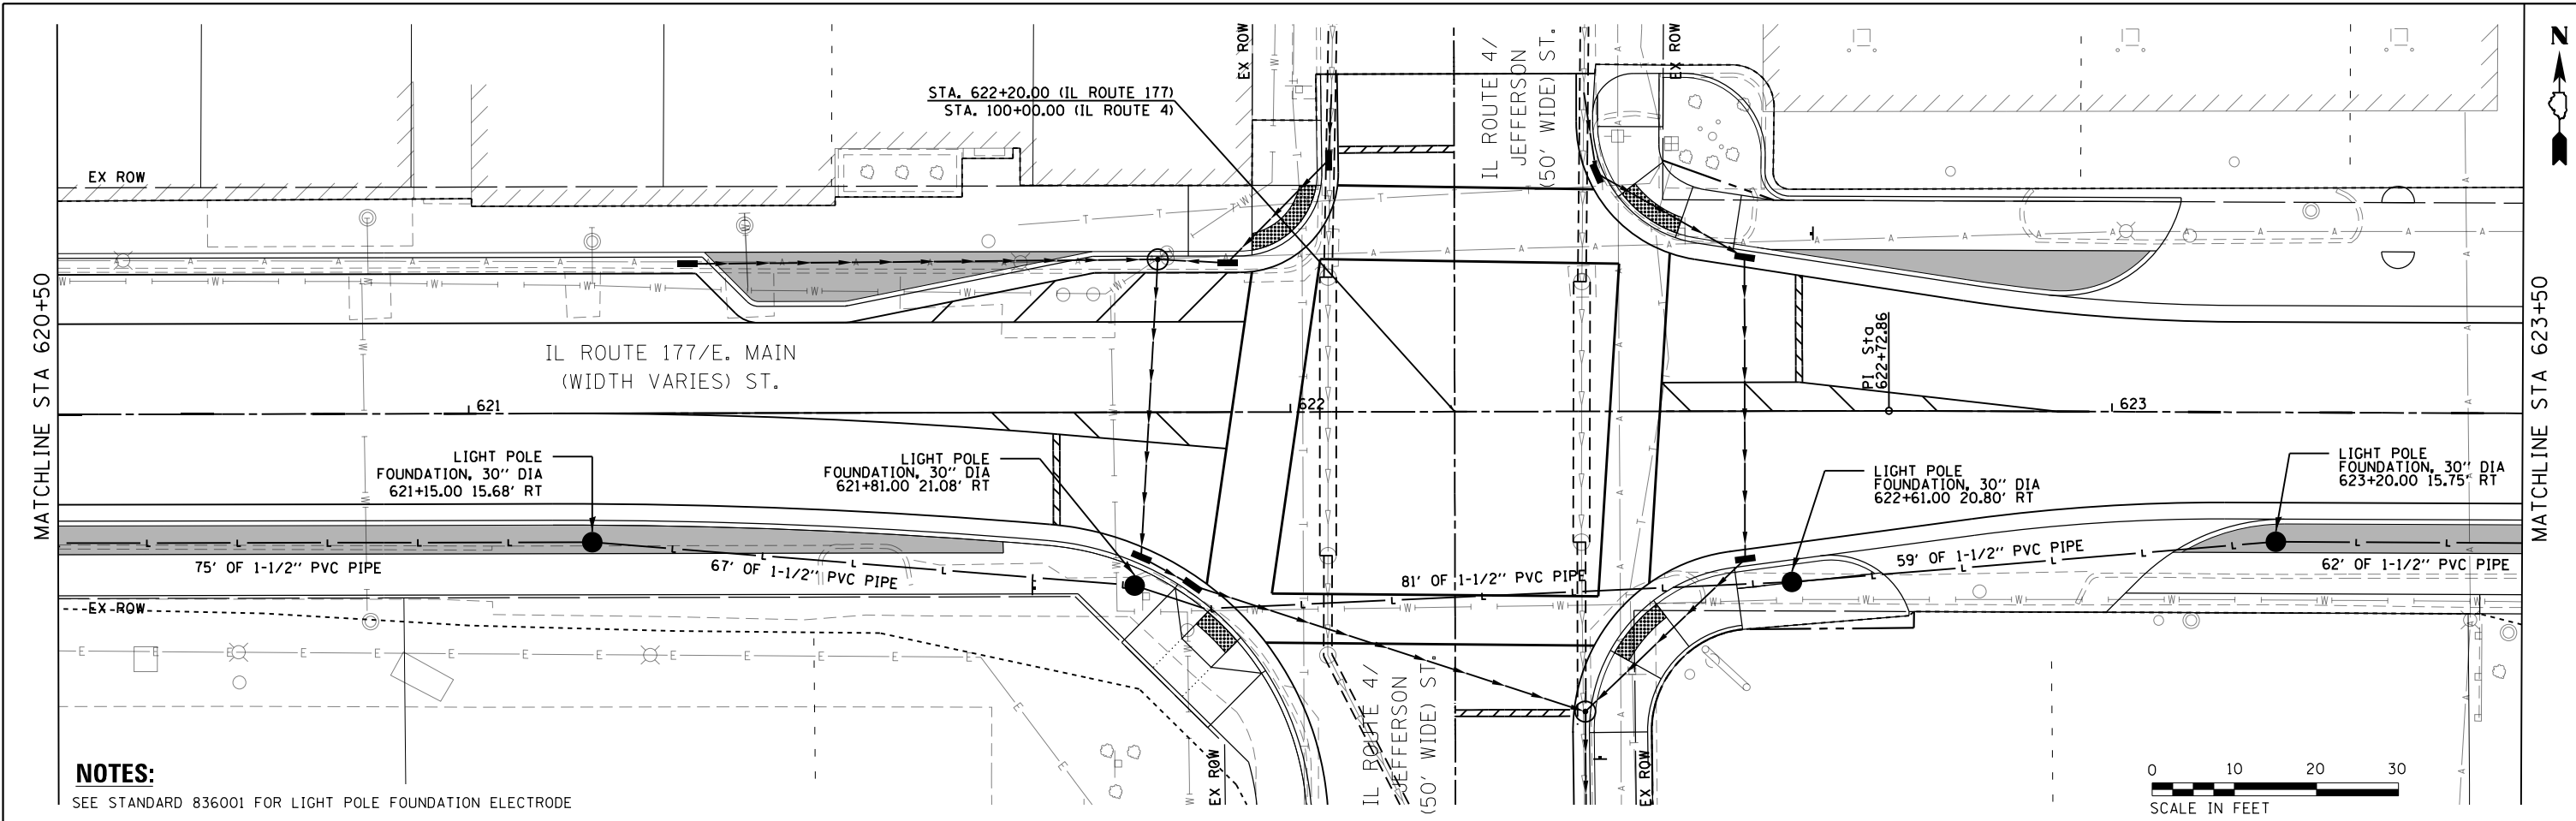 N
EX ROW
EX ROW
IL ROUTE 4/
JEFFERSON
(50' WIDE) ST.
STA. 622+20.00 (IL ROUTE 177)
STA. 100+00.00 (IL ROUTE 4)
EX ROW
MATCHLINE STA 620+50
MATCHLINE STA 623+50
IL ROUTE 177/E. MAIN
(WIDTH VARIES) ST.
PI Sta
622+72.86
621
622
623
LIGHT POLE
FOUNDATION, 30'' DIA
621+15.00 15.68' RT
LIGHT POLE
FOUNDATION, 30'' DIA
621+81.00 21.08' RT
LIGHT POLE
FOUNDATION, 30'' DIA
622+61.00 20.80' RT
LIGHT POLE
FOUNDATION, 30'' DIA
623+20.00 15.75' RT
75' OF 1-1/2'' PVC PIPE
67' OF 1-1/2'' PVC PIPE
81' OF 1-1/2'' PVC PIPE
59' OF 1-1/2'' PVC PIPE
62' OF 1-1/2'' PVC PIPE
EX ROW
IL ROUTE 4/
JEFFERSON
(50' WIDE) ST.
EX ROW
EX ROW
NOTES:
SEE STANDARD 836001 FOR LIGHT POLE FOUNDATION ELECTRODE
0 10 20 30
SCALE IN FEET